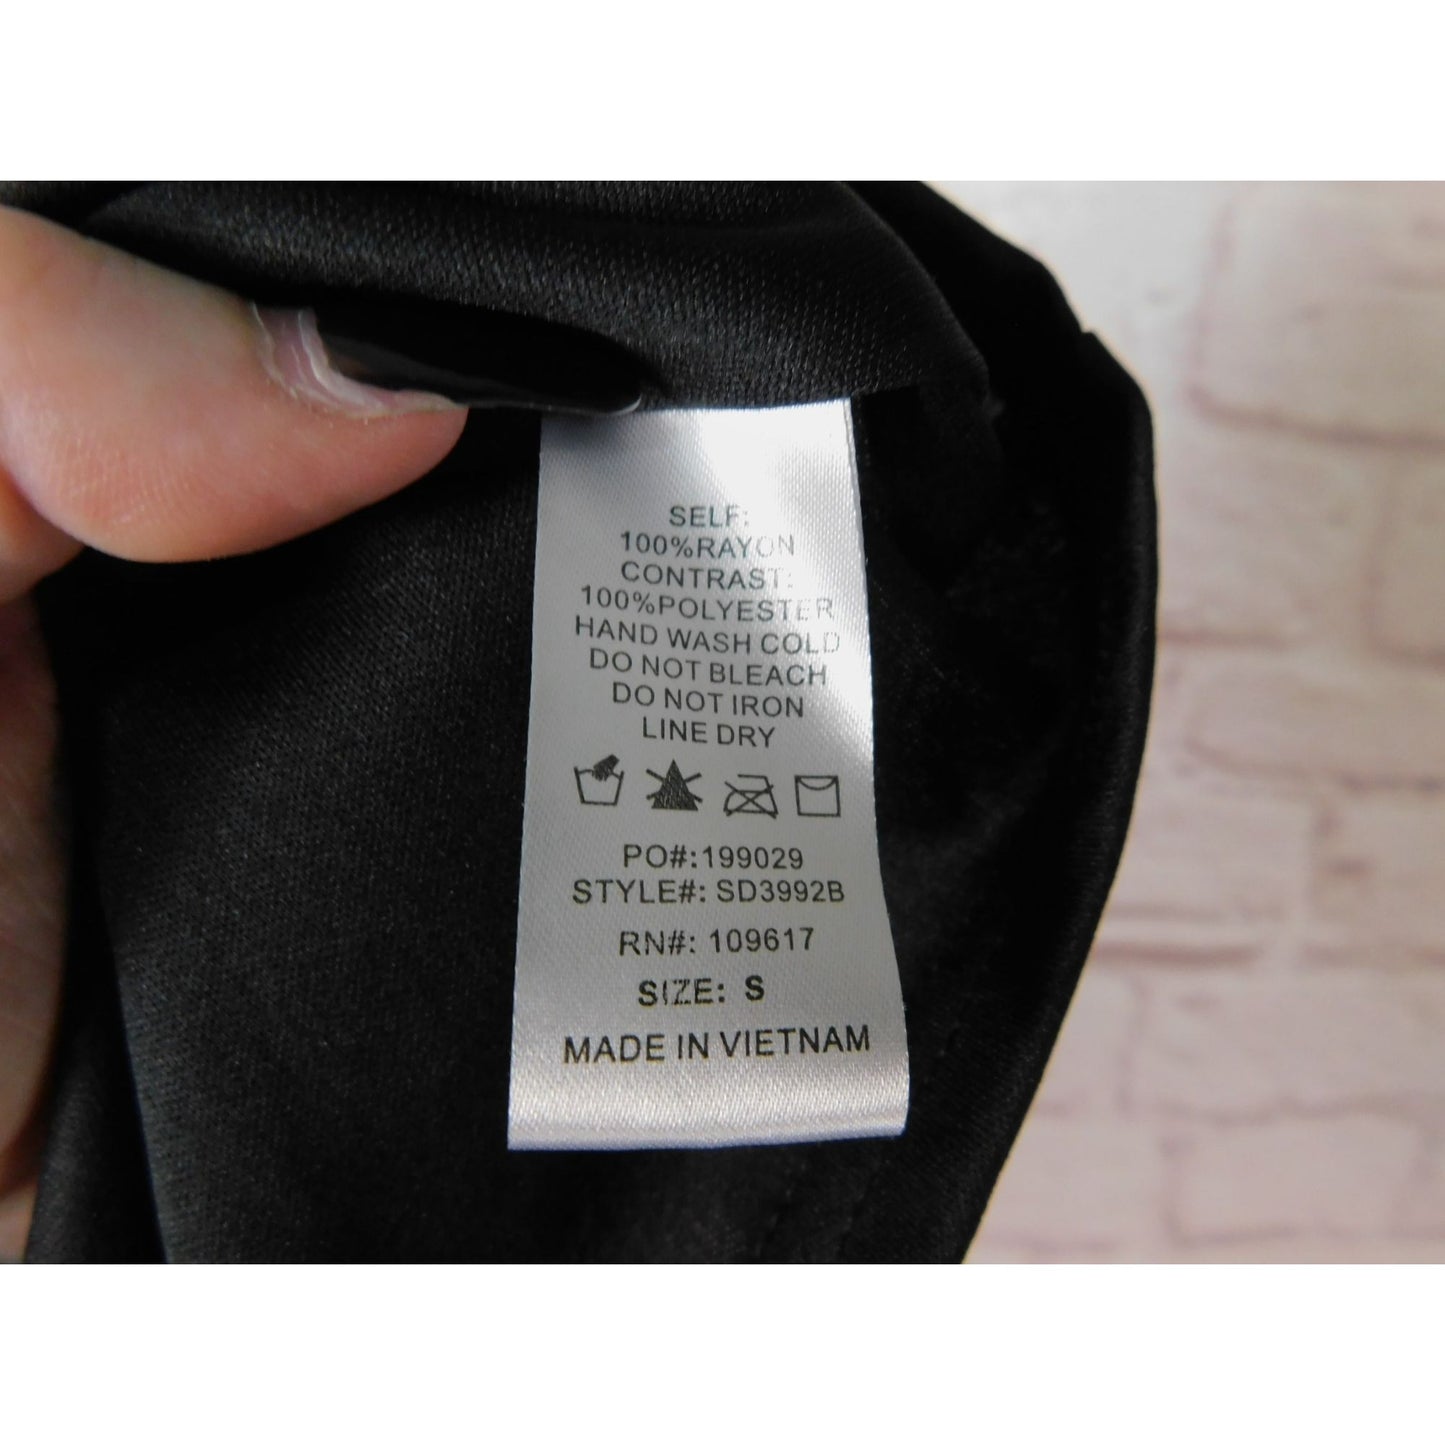 SELF:
100%RAYON
CONTRAST:
100%POLYESTER
HAND WASH COLD
DO NOT BLEACH
DO NOT IRON
LINE DRY
PO#:199029
STYLE#: SD3992B
RN#: 109617
SIZE: S
MADE IN VIETNAM